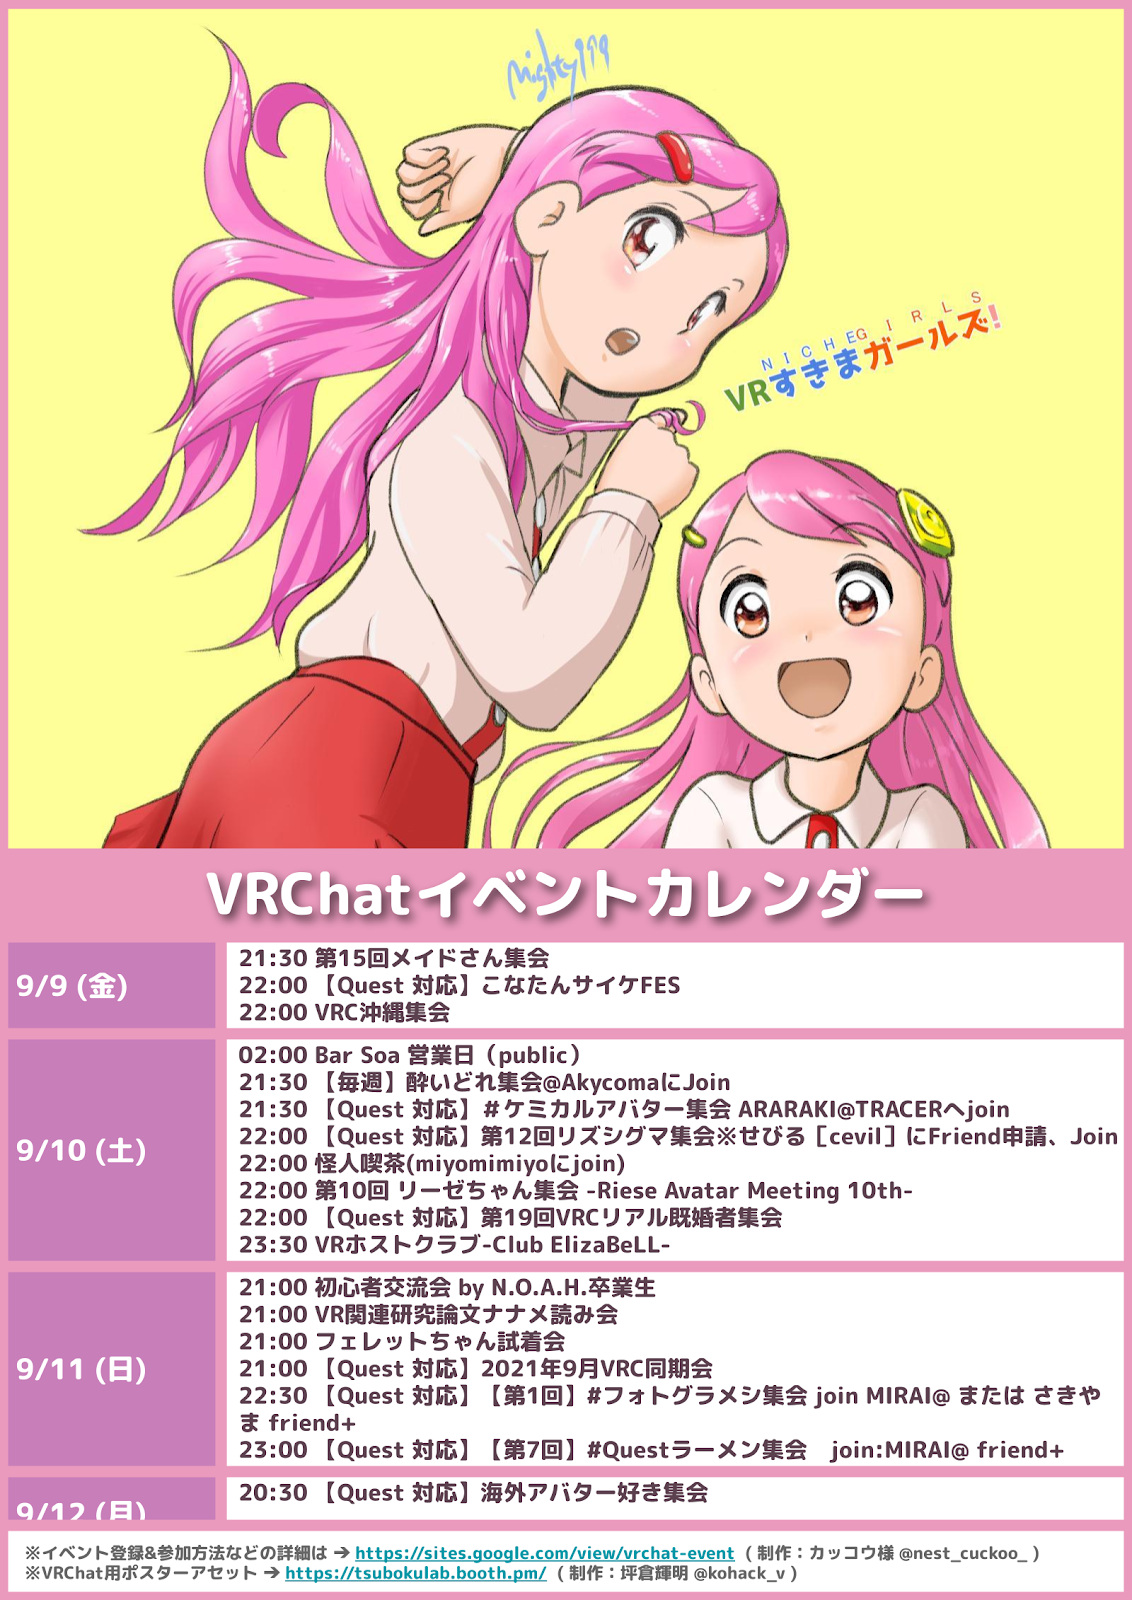 mighty199
NICHE GIRLS
VRすきまガールズ!
VRChatイベントカレンダー
9/9 (金)
21:30 第15回メイドさん集会
22:00 【Quest 対応】こなたんサイケFES
22:00 VRC沖縄集会
9/10 (土)
02:00 Bar Soa 営業日（public）
21:30 【毎週】酔いどれ集会@AkycomaにJoin
21:30 【Quest 対応】＃ケミカルアバター集会 ARARAKI@TRACERへjoin
22:00 【Quest 対応】第12回リズシグマ集会※せびる［cevil］にFriend申請、Join
22:00 怪人喫茶(miyomimiyoにjoin)
22:00 第10回 リーゼちゃん集会 -Riese Avatar Meeting 10th-
22:00 【Quest 対応】第19回VRCリアル既婚者集会
23:30 VRホストクラブ-Club ElizaBeLL-
9/11 (日)
21:00 初心者交流会 by N.O.A.H.卒業生
21:00 VR関連研究論文ナナメ読み会
21:00 フェレットちゃん試着会
21:00 【Quest 対応】2021年9月VRC同期会
22:30 【Quest 対応】【第1回】#フォトグラメシ集会 join MIRAI@ または さきや
ま friend+
23:00 【Quest 対応】【第7回】#Questラーメン集会　join:MIRAI@ friend+
9/12 (月)
20:30 【Quest 対応】海外アバター好き集会
※イベント登録&参加方法などの詳細は ➔ https://sites.google.com/view/vrchat-event （ 制作：カッコウ様 @nest_cuckoo_ ）
※VRChat用ポスターアセット ➔ https://tsubokulab.booth.pm/ （ 制作：坪倉輝明 @kohack_v ）